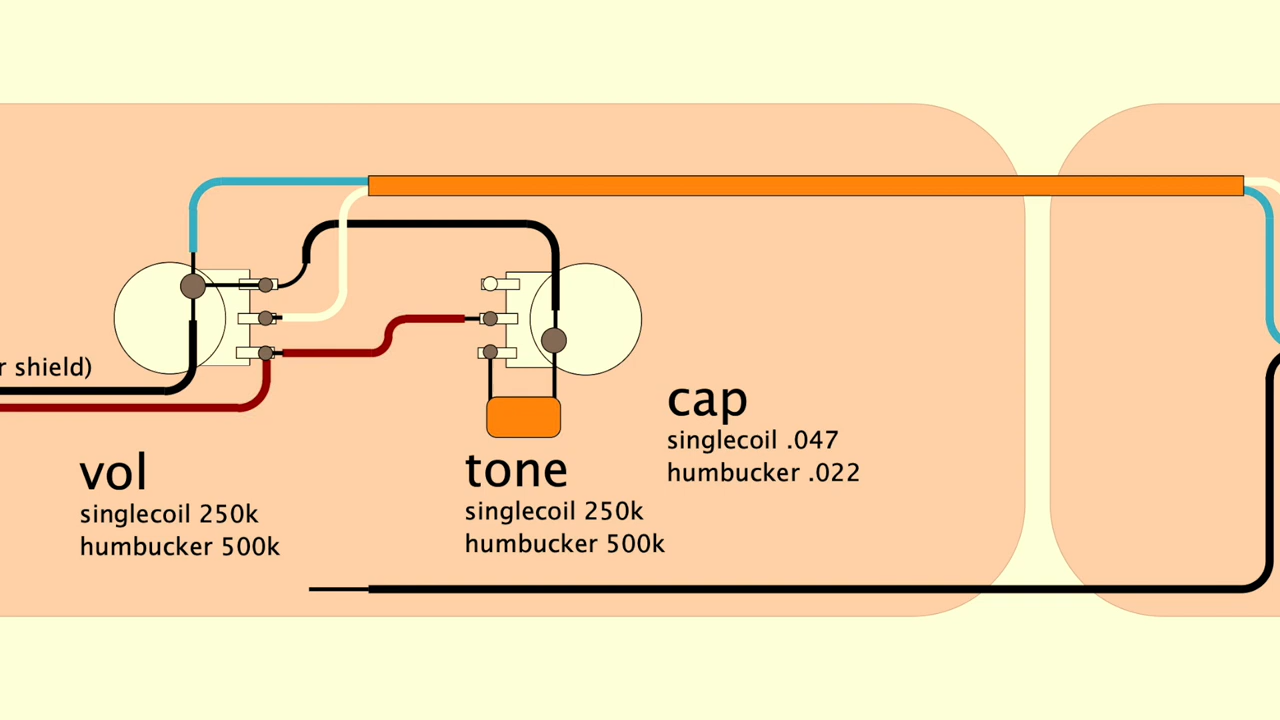 r shield)
vol
singlecoil 250k
humbucker 500k
tone
singlecoil 250k
humbucker 500k
cap
singlecoil .047
humbucker .022